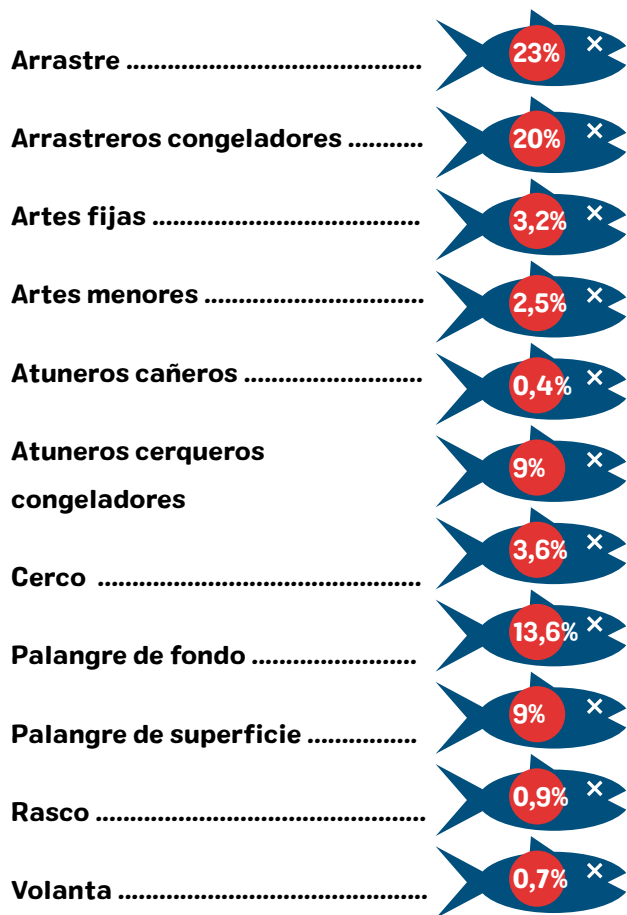 Arrastre ............................................ 23%
Arrastreros congeladores ........... 20%
Artes fijas ........................................ 3,2%
Artes menores ................................. 2,5%
Atuneros cañeros ........................... 0,4%
Atuneros cerqueros
congeladores 9%
Cerco ................................................ 3,6%
Palangre de fondo ......................... 13,6%
Palangre de superficie ................ 9%
Rasco ................................................. 0,9%
Volanta .............................................. 0,7%